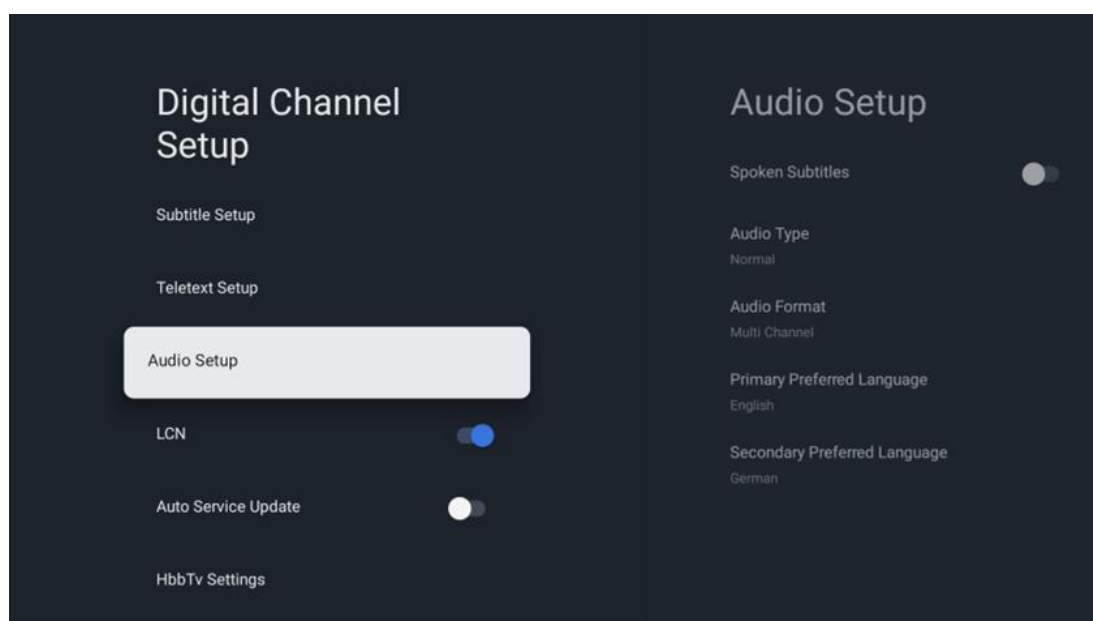 Digital Channel
Setup
Subtitle Setup
Teletext Setup
Audio Setup
LCN
Auto Service Update
HbbTv Settings
Audio Setup
Spoken Subtitles
Audio Type
Normal
Audio Format
Multi Channel
Primary Preferred Language
English
Secondary Preferred Language
German